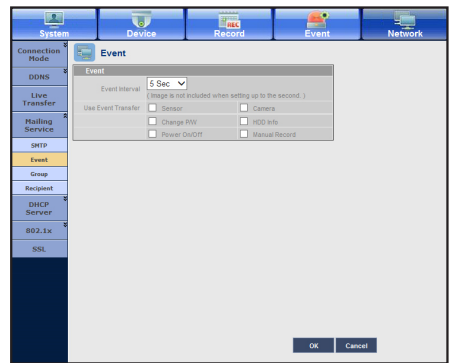 System Device Record Event Network
REC
Connection Mode
DDNS
Live Transfer
Mailing Service
SMTP
Event
Group
Recipient
DHCP Server
802.1x
SSL
Event
Event
Event Interval 5 Sec
( Image is not included when setting up to the second. )
Use Event Transfer Sensor Camera
Change P/W HDD Info
Power On/Off Manual Record
OK Cancel